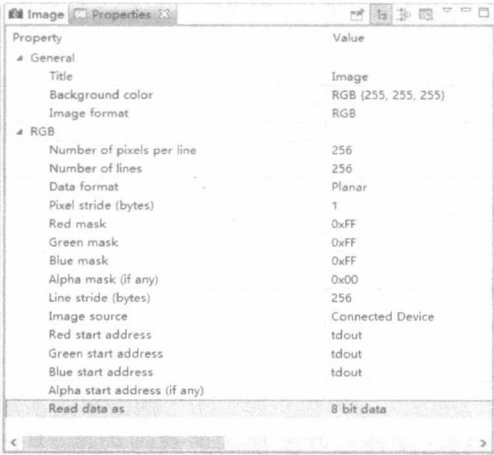 Image Properties
Property Value
General
Title Image
Background color RGB {255, 255, 255}
Image format RGB
RGB
Number of pixels per line 256
Number of lines 256
Data format Planar
Pixel stride (bytes) 1
Red mask 0xFF
Green mask 0xFF
Blue mask 0xFF
Alpha mask (if any) 0x00
Line stride (bytes) 256
Image source Connected Device
Red start address tdout
Green start address tdout
Blue start address tdout
Alpha start address (if any)
Read data as 8 bit data